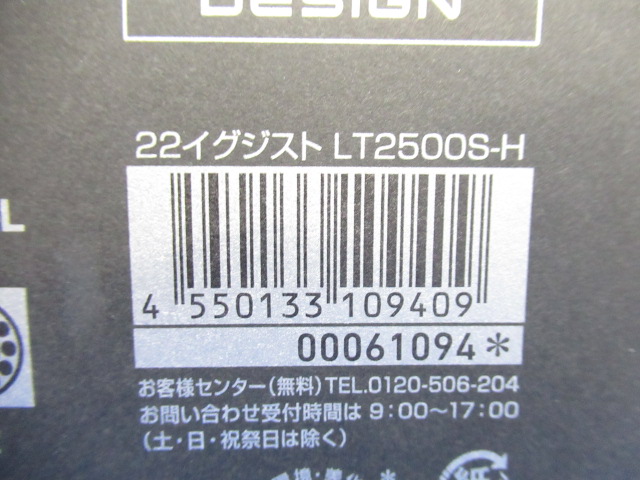 DESIGN
22イグジスト LT2500S-H
L
4 550133 109409
00061094*
お客様センター(無料)TEL.0120-506-204
お問い合わせ受付時間は 9:00〜17:00
(土・日・祝祭日は除く)